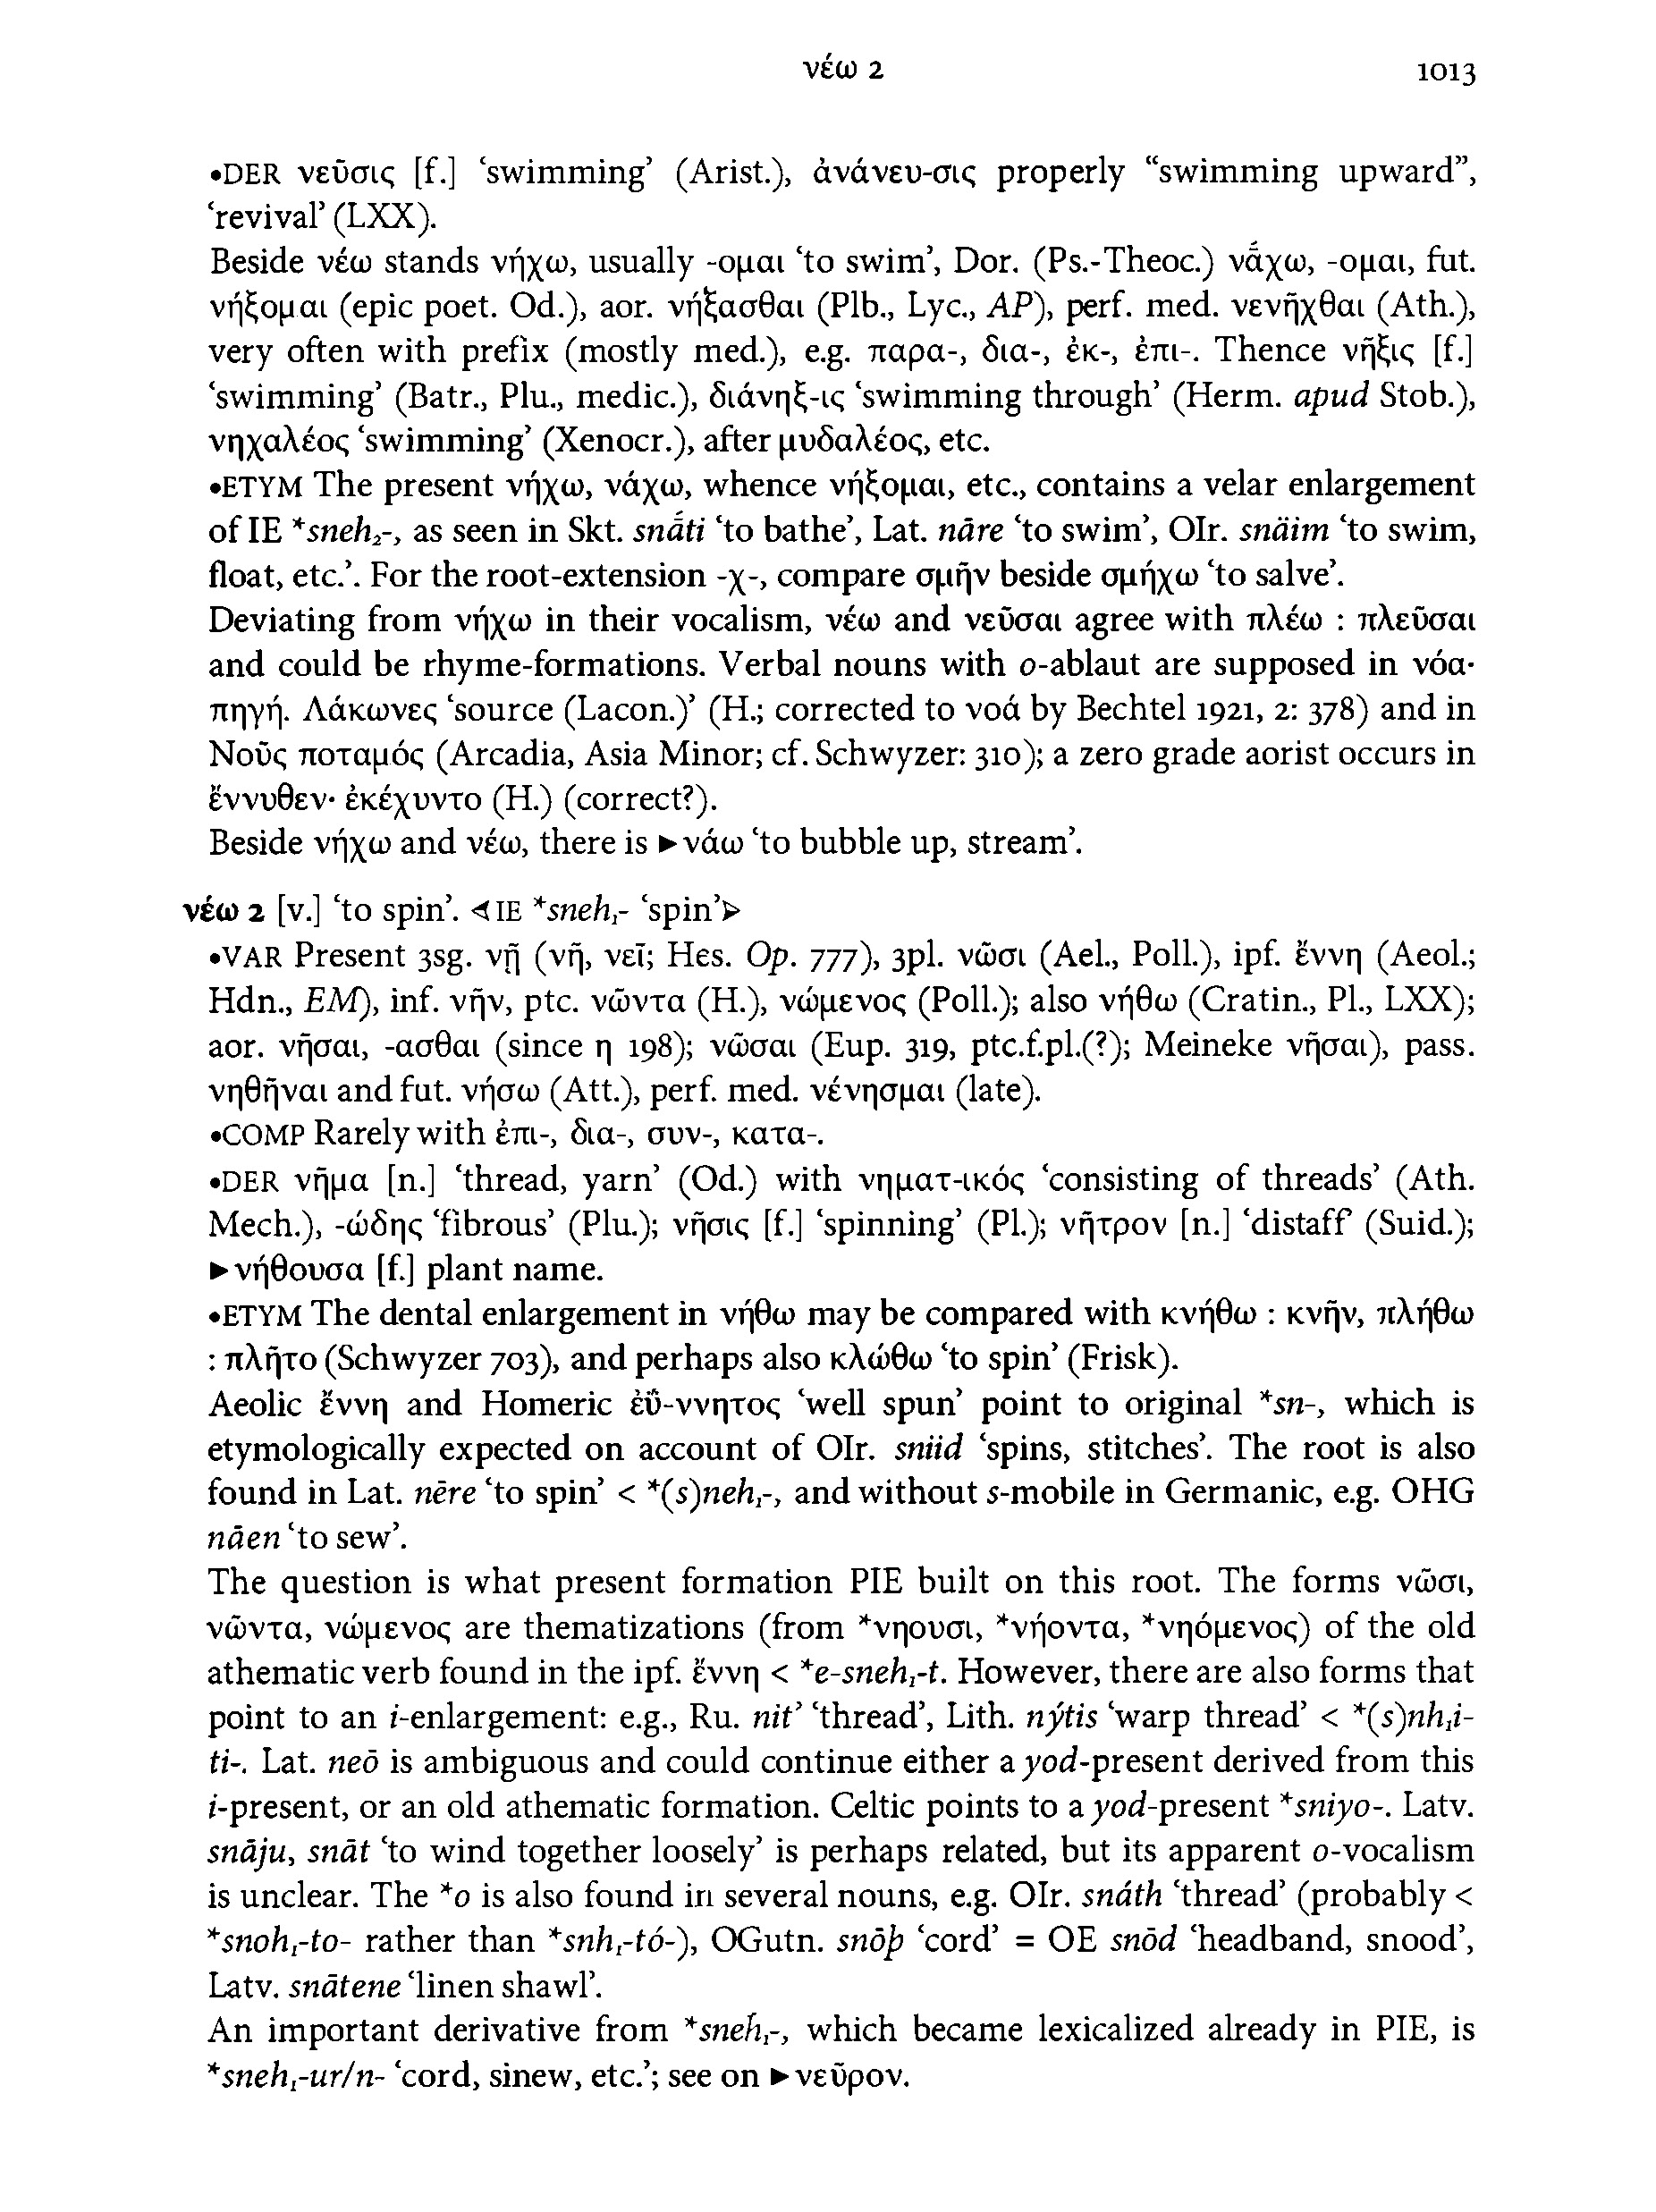 νέω 2 1013
•DER νεῦσις [f.] ‘swimming’ (Arist.), ἀνάνευ-σις properly “swimming upward”,
‘revival’ (LXX).
Beside νέω stands νήχω, usually -ομαι ‘to swim’, Dor. (Ps.-Theoc.) νά̄χω, -ομαι, fut.
νήξομαι (epic poet. Od.), aor. νήξασθαι (Plb., Lyc., AP), perf. med. νενῆχθαι (Ath.),
very often with prefix (mostly med.), e.g. παρα-, δια-, ἐκ-, ἐπι-. Thence νῆξις [f.]
‘swimming’ (Batr., Plu., medic.), διάνηξ-ις ‘swimming through’ (Herm. apud Stob.),
νηχαλέος ‘swimming’ (Xenocr.), after μυδαλέος, etc.
•ETYM The present νήχω, νάχω, whence νήξομαι, etc., contains a velar enlargement
of IE *sneh₂-, as seen in Skt. snā́ti ‘to bathe’, Lat. nāre ‘to swim’, OIr. snäim ‘to swim,
float, etc.’. For the root-extension -χ-, compare σμῆν beside σμήχω ‘to salve’.
Deviating from νήχω in their vocalism, νέω and νεῦσαι agree with πλέω : πλεῦσαι
and could be rhyme-formations. Verbal nouns with o-ablaut are supposed in νόα·
πηγή. Λάκωνες ‘source (Lacon.)’ (H.; corrected to νοά by Bechtel 1921, 2: 378) and in
Νοῦς ποταμός (Arcadia, Asia Minor; cf. Schwyzer: 310); a zero grade aorist occurs in
ἔννυθεν· ἐκέχυντο (H.) (correct?).
Beside νήχω and νέω, there is ►νάω ‘to bubble up, stream’.
νέω 2 [v.] ‘to spin’. ⊲IE *sneh₁- ‘spin’⊳
•VAR Present 3sg. νῇ (νῆ, νεῖ; Hes. Op. 777), 3pl. νῶσι (Ael., Poll.), ipf. ἔννη (Aeol.;
Hdn., EM), inf. νῆν, ptc. νῶντα (H.), νώμενος (Poll.); also νήθω (Cratin., Pl., LXX);
aor. νῆσαι, -ασθαι (since η 198); νῶσαι (Eup. 319, ptc.f.pl.(?); Meineke νῆσαι), pass.
νηθῆναι and fut. νήσω (Att.), perf. med. νένησμαι (late).
•COMP Rarely with ἐπι-, δια-, συν-, κατα-.
•DER νῆμα [n.] ‘thread, yarn’ (Od.) with νηματ-ικός ‘consisting of threads’ (Ath.
Mech.), -ώδης ‘fibrous’ (Plu.); νῆσις [f.] ‘spinning’ (Pl.); νῆτρον [n.] ‘distaff’ (Suid.);
►νήθουσα [f.] plant name.
•ETYM The dental enlargement in νήθω may be compared with κνήθω : κνῆν, πλήθω
: πλῆτο (Schwyzer 703), and perhaps also κλώθω ‘to spin’ (Frisk).
Aeolic ἔννη and Homeric ἐΰ-ννητος ‘well spun’ point to original *sn-, which is
etymologically expected on account of OIr. sniid ‘spins, stitches’. The root is also
found in Lat. nēre ‘to spin’ < *(s)neh₁-, and without s-mobile in Germanic, e.g. OHG
nāen ‘to sew’.
The question is what present formation PIE built on this root. The forms νῶσι,
νῶντα, νώμενος are thematizations (from *νηουσι, *νήοντα, *νηόμενος) of the old
athematic verb found in the ipf. ἔννη < *e-sneh₁-t. However, there are also forms that
point to an i-enlargement: e.g., Ru. nit’ ‘thread’, Lith. nýtis ‘warp thread’ < *(s)nh₁i-
ti-. Lat. neō is ambiguous and could continue either a yod-present derived from this
i-present, or an old athematic formation. Celtic points to a yod-present *sniyo-. Latv.
snāju, snāt ‘to wind together loosely’ is perhaps related, but its apparent o-vocalism
is unclear. The *o is also found in several nouns, e.g. OIr. snáth ‘thread’ (probably <
*snoh₁-to- rather than *snh₁-tó-), OGutn. snōþ ‘cord’ = OE snōd ‘headband, snood’,
Latv. snātene ‘linen shawl’.
An important derivative from *sneh₁-, which became lexicalized already in PIE, is
*sneh₁-ur/n- ‘cord, sinew, etc.’; see on ►νεῦρον.